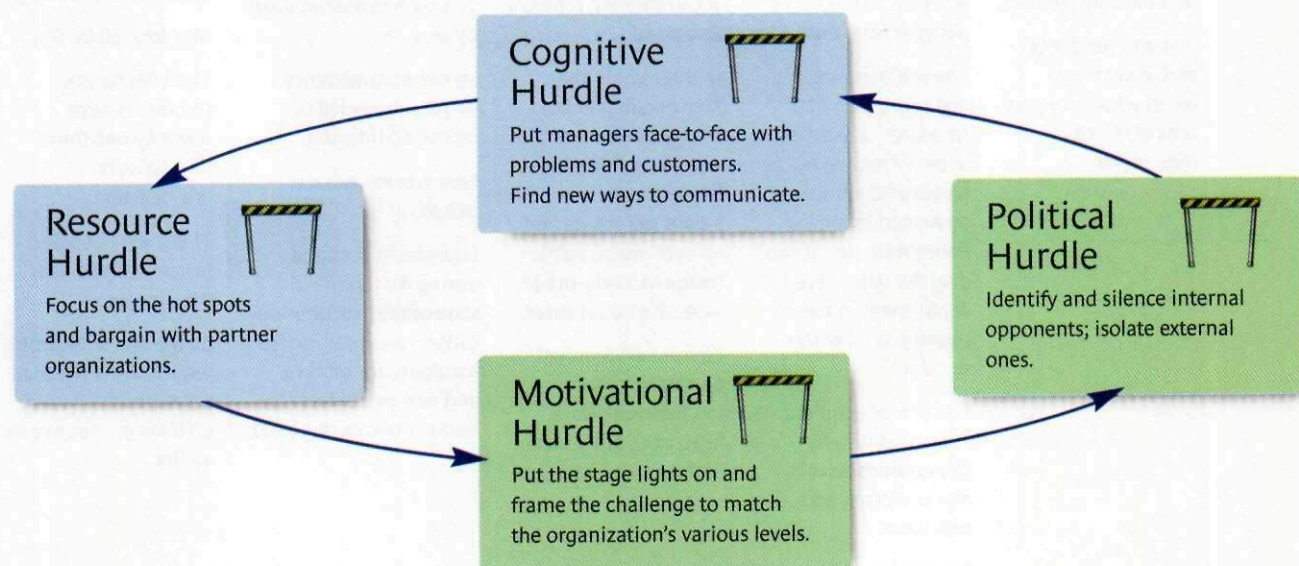 Cognitive
Hurdle
Put managers face-to-face with
problems and customers.
Find new ways to communicate.
Resource
Hurdle
Focus on the hot spots
and bargain with partner
organizations.
Motivational
Hurdle
Put the stage lights on and
frame the challenge to match
the organization's various levels.
Political
Hurdle
Identify and silence internal
opponents; isolate external
ones.